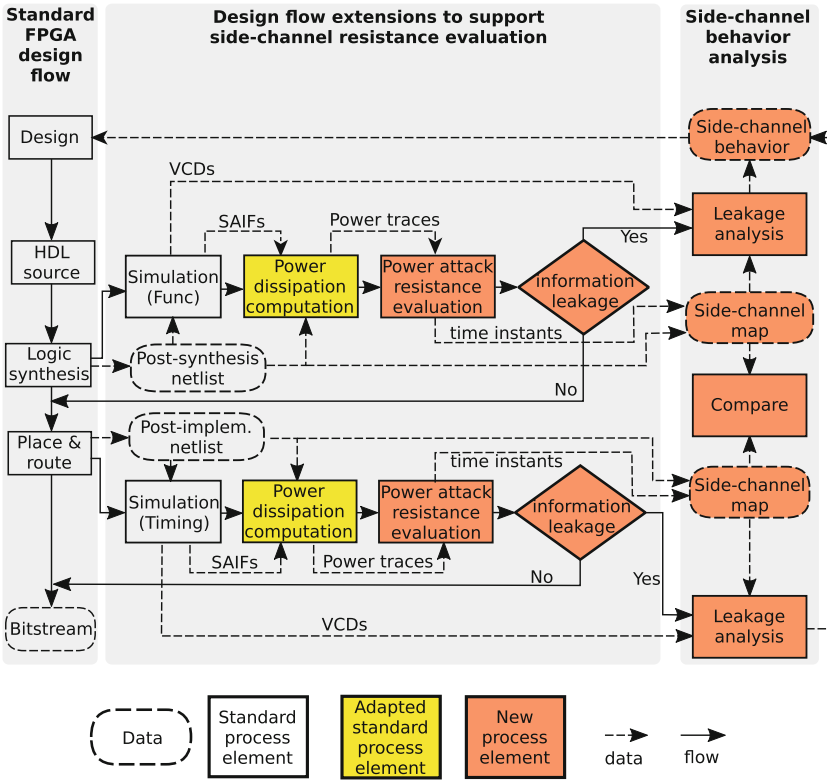 Standard
FPGA
design
flow
Design flow extensions to support
side-channel resistance evaluation
Side-channel
behavior
analysis
Design
Side-channel
behavior
VCDs
SAIFs
Power traces
Yes
Leakage
analysis
HDL
source
Simulation
(Func)
Power
dissipation
computation
Power attack
resistance
evaluation
information
leakage
time instants
Side-channel
map
Logic
synthesis
Post-synthesis
netlist
No
Compare
Place &
route
Post-implem.
netlist
time instants
Side-channel
map
Simulation
(Timing)
Power
dissipation
computation
Power attack
resistance
evaluation
information
leakage
SAIFs
Power traces
No
Yes
Bitstream
VCDs
Leakage
analysis
Data
Standard
process
element
Adapted
standard
process
element
New
process
element
data
flow